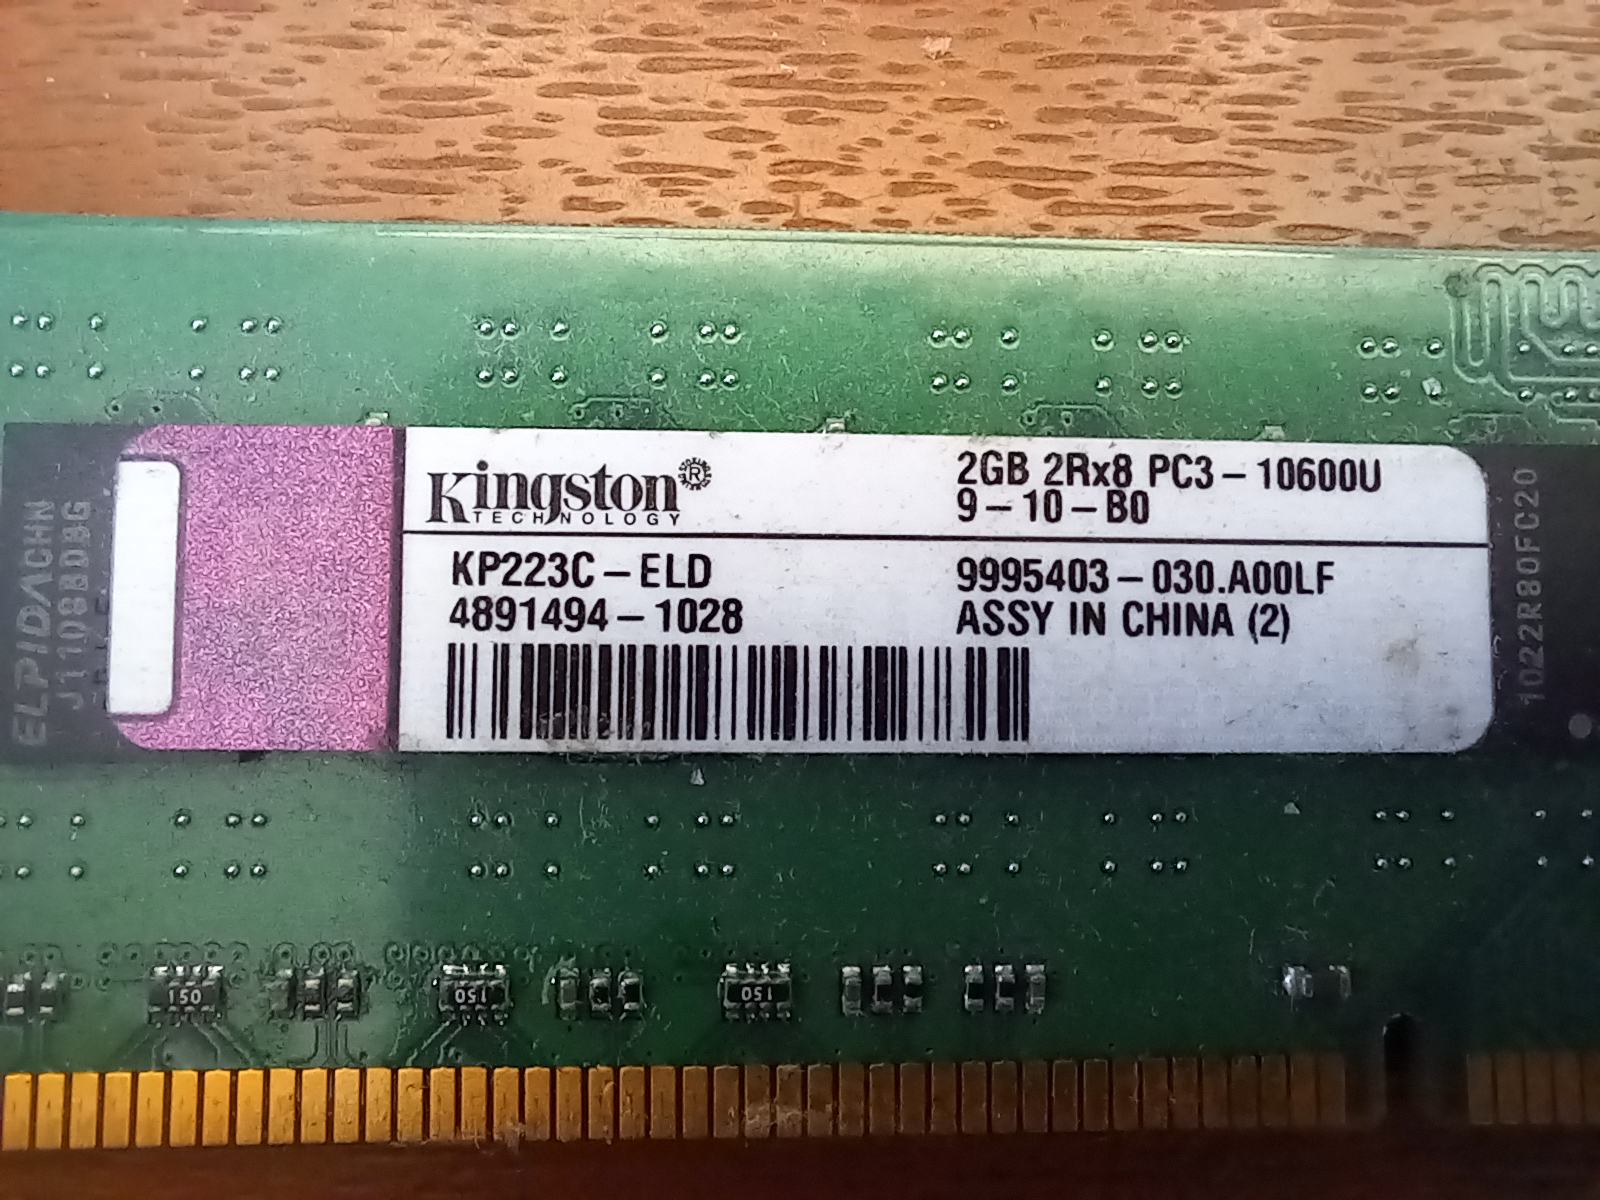 Kingston®
TECHNOLOGY
2GB 2Rx8 PC3-10600U
9-10-B0
KP223C-ELD
4891494-1028
9995403-030.A00LF
ASSY IN CHINA (2)
ELPIDA
1022R80FC20
150
150
150